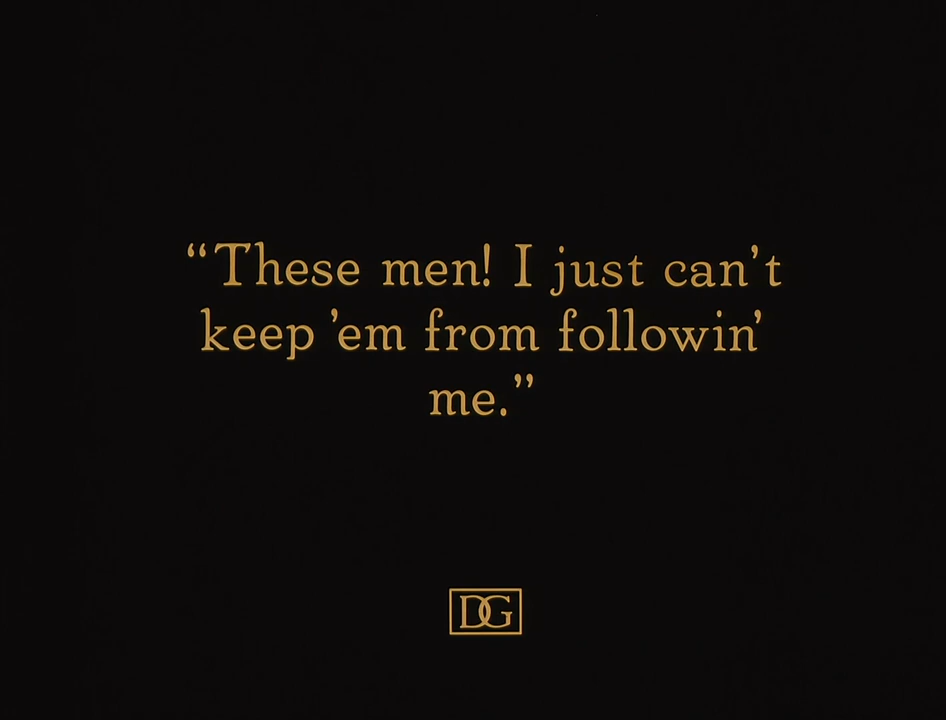 “These men! I just can’t
keep ’em from followin’
me.”
DG